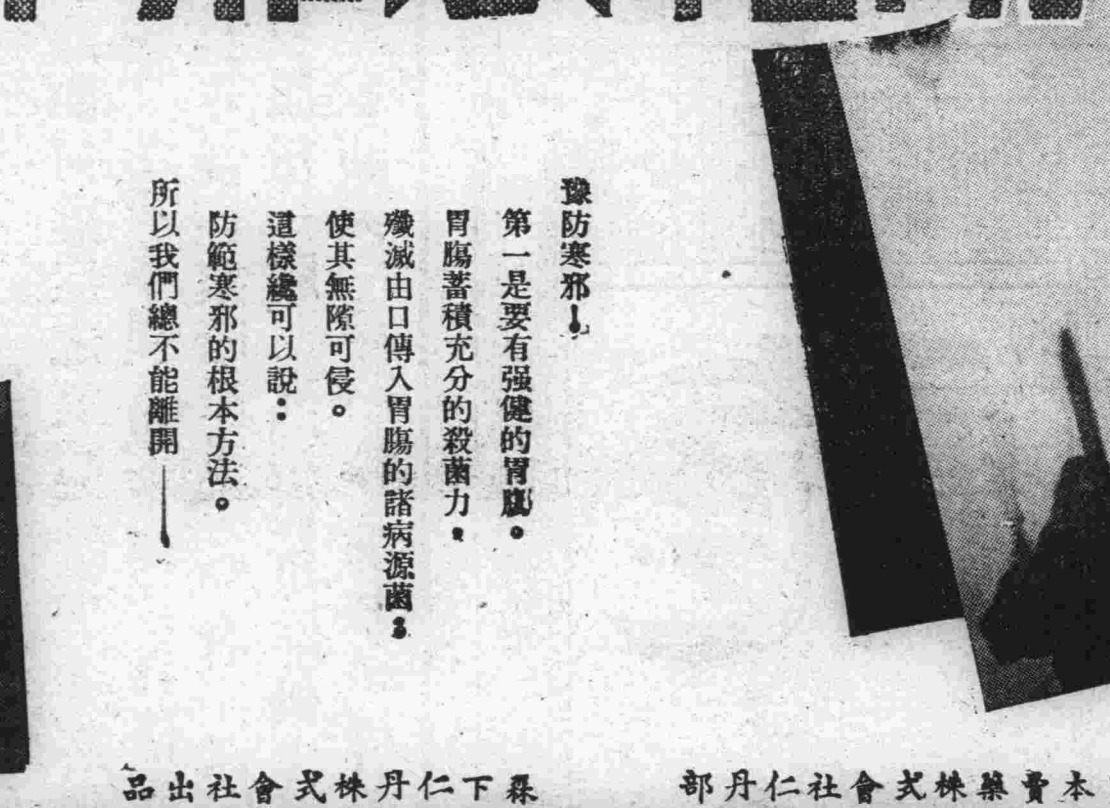 豫防寒邪！
第一是要有强健的胃腸。
胃腸蓄積充分的殺菌力，
殱滅由口傳入胃腸的諸病源菌；
使其無隙可侵。
這樣纔可以說：
防範寒邪的根本方法。
所以我們總不能離開——
本賣藥株式會社仁丹部
森下仁丹株式會社出品